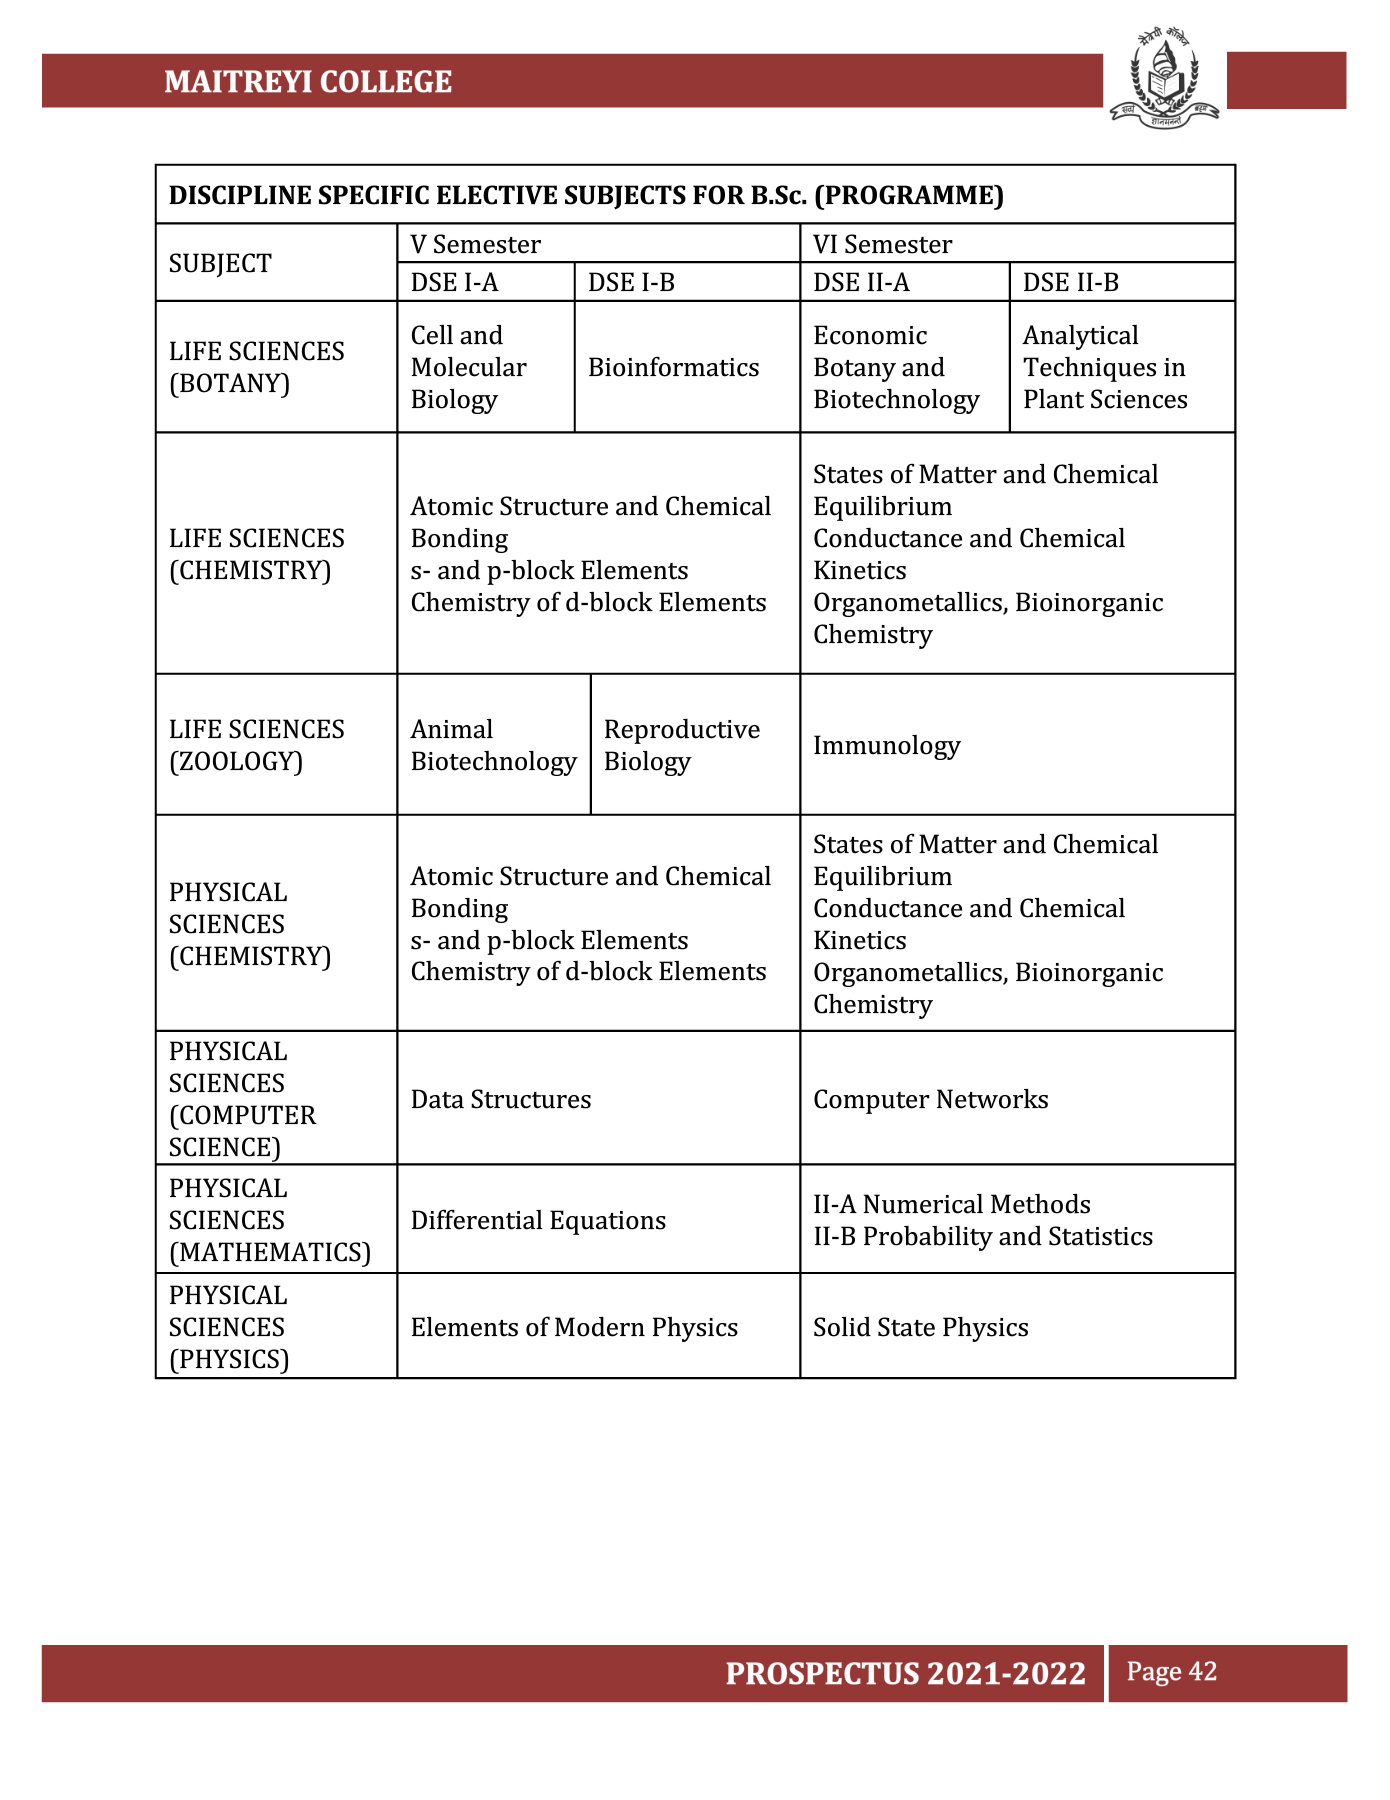 MAITREYI COLLEGE
मैत्रेयी कॉलेज
ज्ञानमनन्तं
DISCIPLINE SPECIFIC ELECTIVE SUBJECTS FOR B.Sc. (PROGRAMME)
SUBJECT
V Semester
VI Semester
DSE I-A
DSE I-B
DSE II-A
DSE II-B
LIFE SCIENCES
(BOTANY)
Cell and
Molecular
Biology
Bioinformatics
Economic
Botany and
Biotechnology
Analytical
Techniques in
Plant Sciences
LIFE SCIENCES
(CHEMISTRY)
Atomic Structure and Chemical
Bonding
s- and p-block Elements
Chemistry of d-block Elements
States of Matter and Chemical
Equilibrium
Conductance and Chemical
Kinetics
Organometallics, Bioinorganic
Chemistry
LIFE SCIENCES
(ZOOLOGY)
Animal
Biotechnology
Reproductive
Biology
Immunology
PHYSICAL
SCIENCES
(CHEMISTRY)
Atomic Structure and Chemical
Bonding
s- and p-block Elements
Chemistry of d-block Elements
States of Matter and Chemical
Equilibrium
Conductance and Chemical
Kinetics
Organometallics, Bioinorganic
Chemistry
PHYSICAL
SCIENCES
(COMPUTER
SCIENCE)
Data Structures
Computer Networks
PHYSICAL
SCIENCES
(MATHEMATICS)
Differential Equations
II-A Numerical Methods
II-B Probability and Statistics
PHYSICAL
SCIENCES
(PHYSICS)
Elements of Modern Physics
Solid State Physics
PROSPECTUS 2021-2022
Page 42